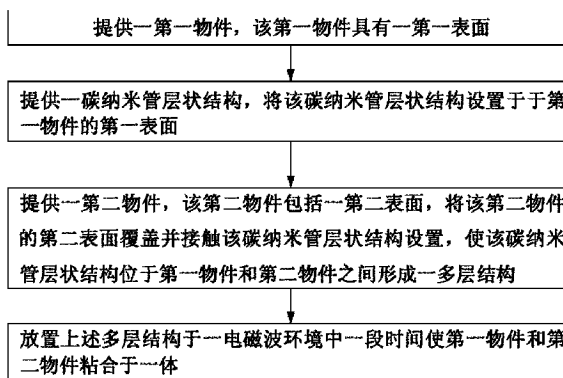 提供一第一物件，该第一物件具有一第一表面
提供一碳纳米管层状结构，将该碳纳米管层状结构设置于于第
一物件的第一表面
提供一第二物件，该第二物件包括一第二表面，将该第二物件
的第二表面覆盖并接触该碳纳米管层状结构设置，使该碳纳米
管层状结构位于第一物件和第二物件之间形成一多层结构
放置上述多层结构于一电磁波环境中一段时间使第一物件和第
二物件粘合于一体